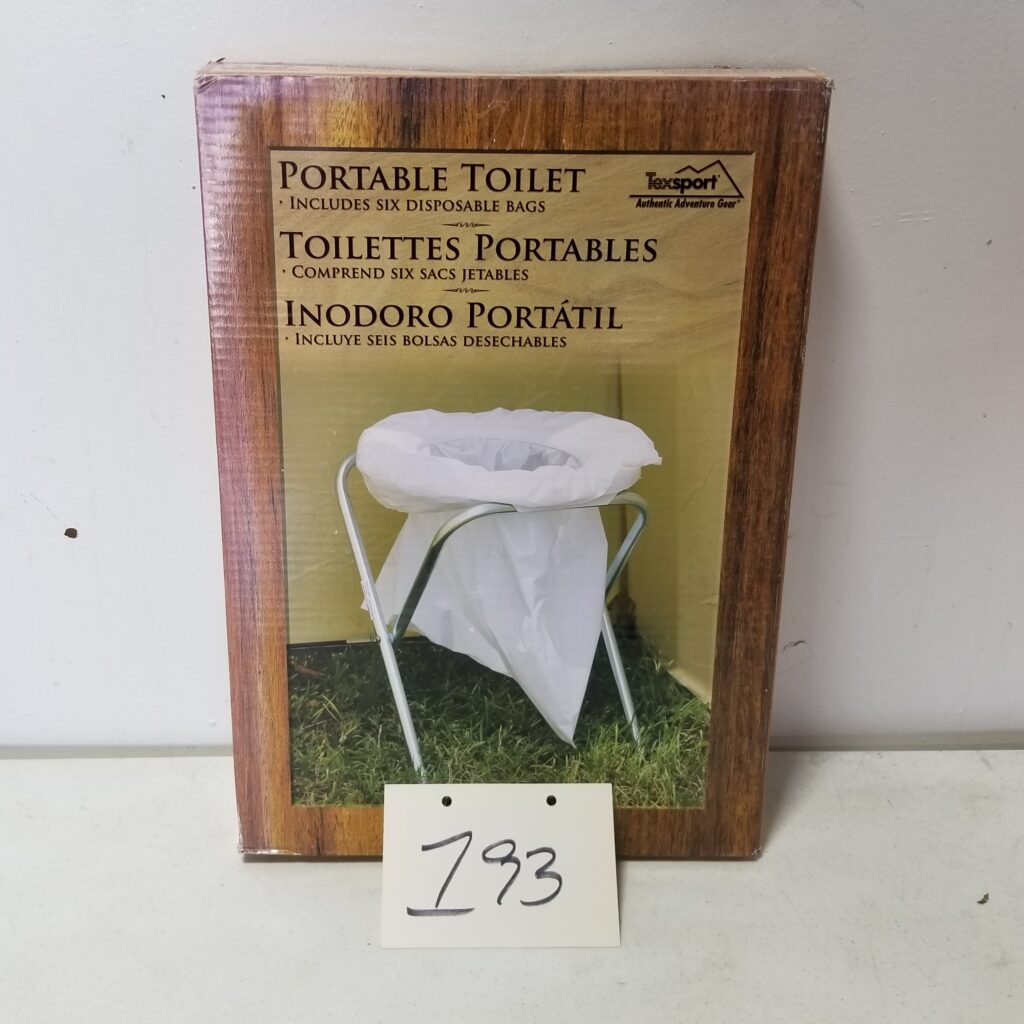 PORTABLE TOILET
· INCLUDES SIX DISPOSABLE BAGS
TOILETTES PORTABLES
· COMPREND SIX SACS JETABLES
INODORO PORTÁTIL
· INCLUYE SEIS BOLSAS DESECHABLES
Texsport®
Authentic Adventure Gear®
193